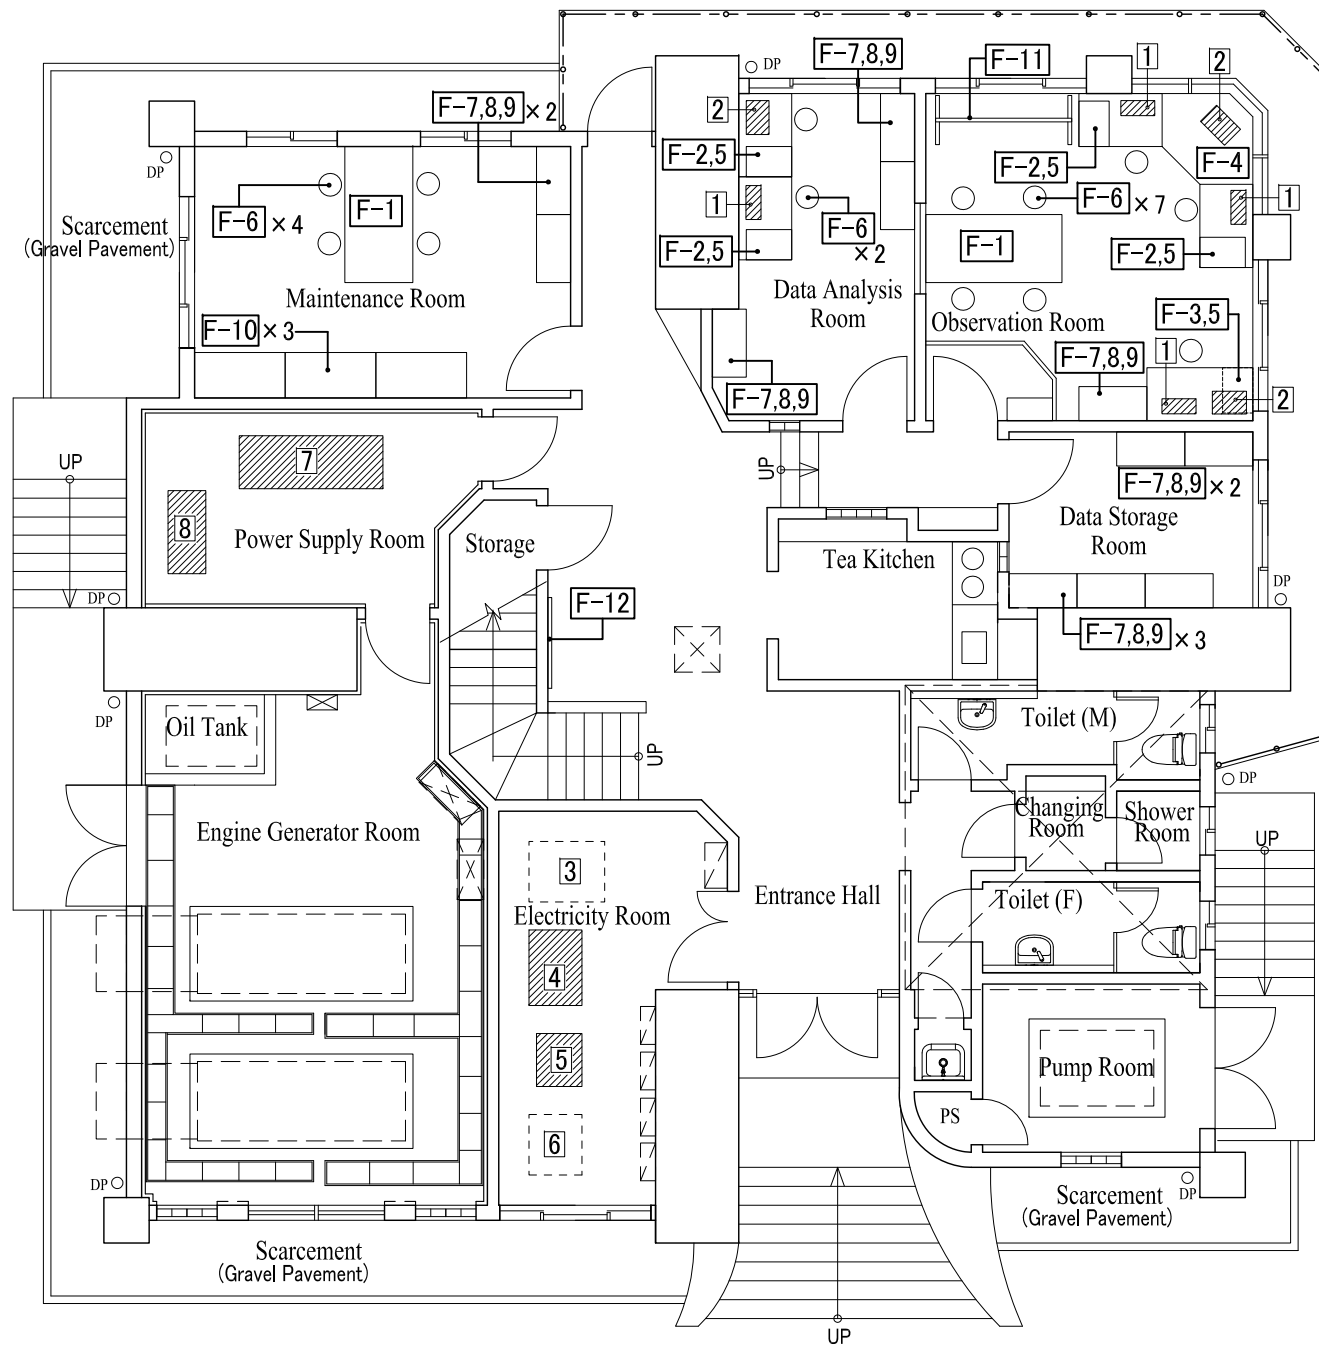 F-7,8,9
F-11
1
2
DP
F-7,8,9 × 2
2
F-2,5
F-2,5
F-4
DP
F-6 × 4
F-1
1
F-6
× 2
F-6 × 7
1
Scarcement
(Gravel Pavement)
F-2,5
F-1
F-2,5
Maintenance Room
Data Analysis
Room
Observation Room
F-3,5
F-10 × 3
1
F-7,8,9
F-7,8,9
2
UP
7
UP
F-7,8,9 × 2
8
Power Supply Room
Storage
Tea Kitchen
Data Storage
Room
DP
F-12
DP
F-7,8,9 × 3
DP
Oil Tank
Toilet (M)
UP
DP
Engine Generator Room
Changing
Room
Shower
Room
UP
3
Electricity Room
Entrance Hall
Toilet (F)
4
5
Pump Room
6
PS
DP
DP
Scarcement
(Gravel Pavement)
Scarcement
(Gravel Pavement)
UP